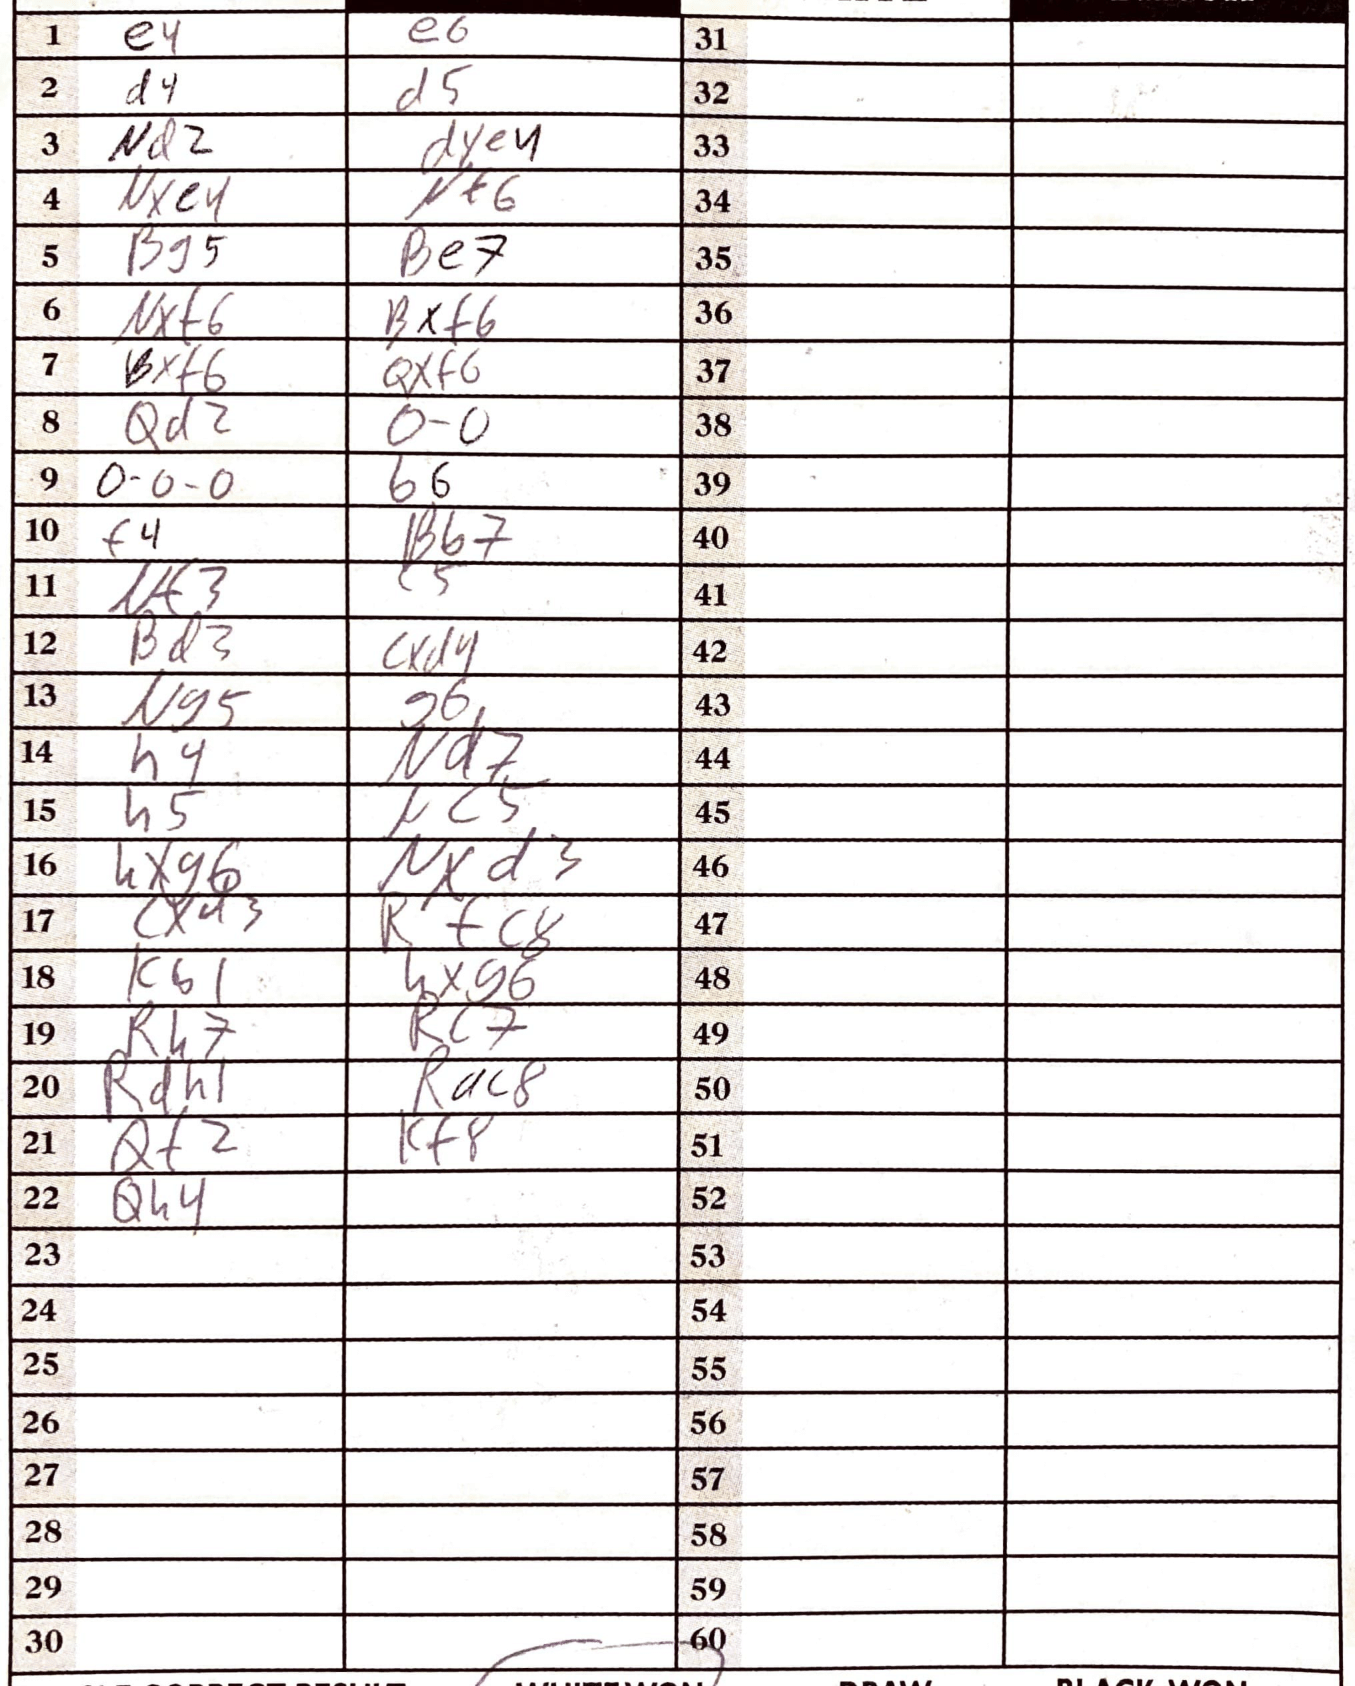 1 e4 e6 31
2 d4 d5 32
3 Nd2 dxe4 33
4 Nxe4 Nf6 34
5 Bg5 Be7 35
6 Nxf6 Bxf6 36
7 Bxf6 Qxf6 37
8 Qd2 0-0 38
9 0-0-0 b6 39
10 f4 Bb7 40
11 Nf3 c5 41
12 Bd3 cxd4 42
13 Ng5 g6 43
14 h4 Nd7 44
15 h5 Nc5 45
16 hxg6 Nxd3 46
17 cxd3 Rfc8 47
18 Kb1 hxg6 48
19 Rh7 Rc7 49
20 Rdh1 Rac8 50
21 Qf2 Kf8 51
22 Qh4 52
23 53
24 54
25 55
26 56
27 57
28 58
29 59
30 60
CORRECT RESULT WHITE WON DRAW BLACK WON